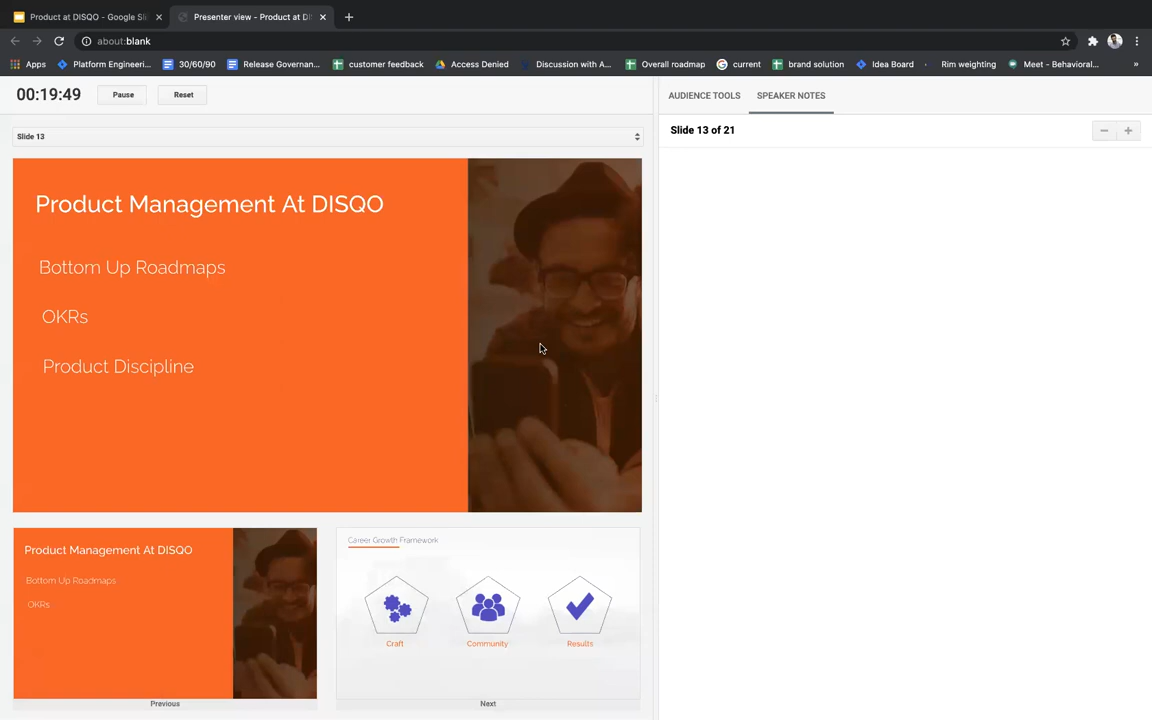 Product at DISQO - Google Sli
Presenter view - Product at DI
about:blank
Apps
Platform Engineeri...
30/60/90
Release Governan...
customer feedback
Access Denied
Discussion with A...
Overall roadmap
current
brand solution
Idea Board
Rim weighting
Meet - Behavioral...
»
00:19:49
Pause
Reset
AUDIENCE TOOLS
SPEAKER NOTES
Slide 13
Slide 13 of 21
Product Management At DISQO
Bottom Up Roadmaps
OKRs
Product Discipline
Product Management At DISQO
Bottom Up Roadmaps
OKRs
Previous
Career Growth Framework
Craft
Community
Results
Next